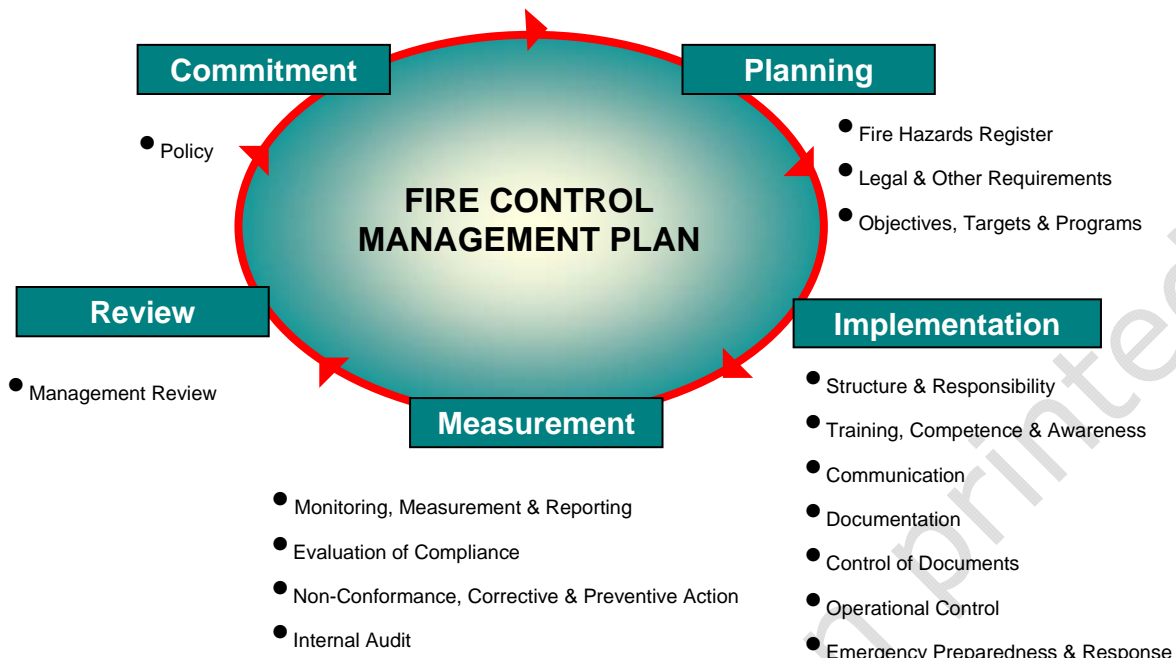 Commitment
• Policy
Planning
• Fire Hazards Register
• Legal & Other Requirements
• Objectives, Targets & Programs
FIRE CONTROL
MANAGEMENT PLAN
Implementation
• Structure & Responsibility
• Training, Competence & Awareness
• Communication
• Documentation
• Control of Documents
• Operational Control
• Emergency Preparedness & Response
Measurement
• Monitoring, Measurement & Reporting
• Evaluation of Compliance
• Non-Conformance, Corrective & Preventive Action
• Internal Audit
Review
• Management Review
printed